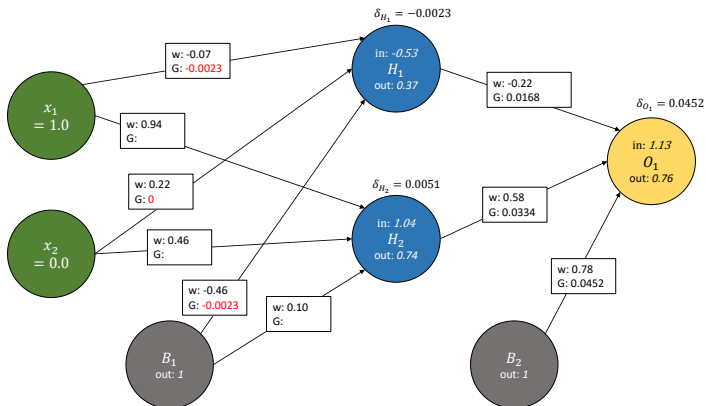 δ_{H_1} = −0.0023
w: -0.07
G: -0.0023
in: -0.53
H_1
out: 0.37
x_1
= 1.0
w: 0.94
G:
w: -0.22
G: 0.0168
δ_{O_1} = 0.0452
in: 1.13
O_1
out: 0.76
w: 0.22
G: 0
δ_{H_2} = 0.0051
w: 0.58
G: 0.0334
x_2
= 0.0
w: 0.46
G:
in: 1.04
H_2
out: 0.74
w: -0.46
G: -0.0023
w: 0.10
G:
w: 0.78
G: 0.0452
B_1
out: 1
B_2
out: 1